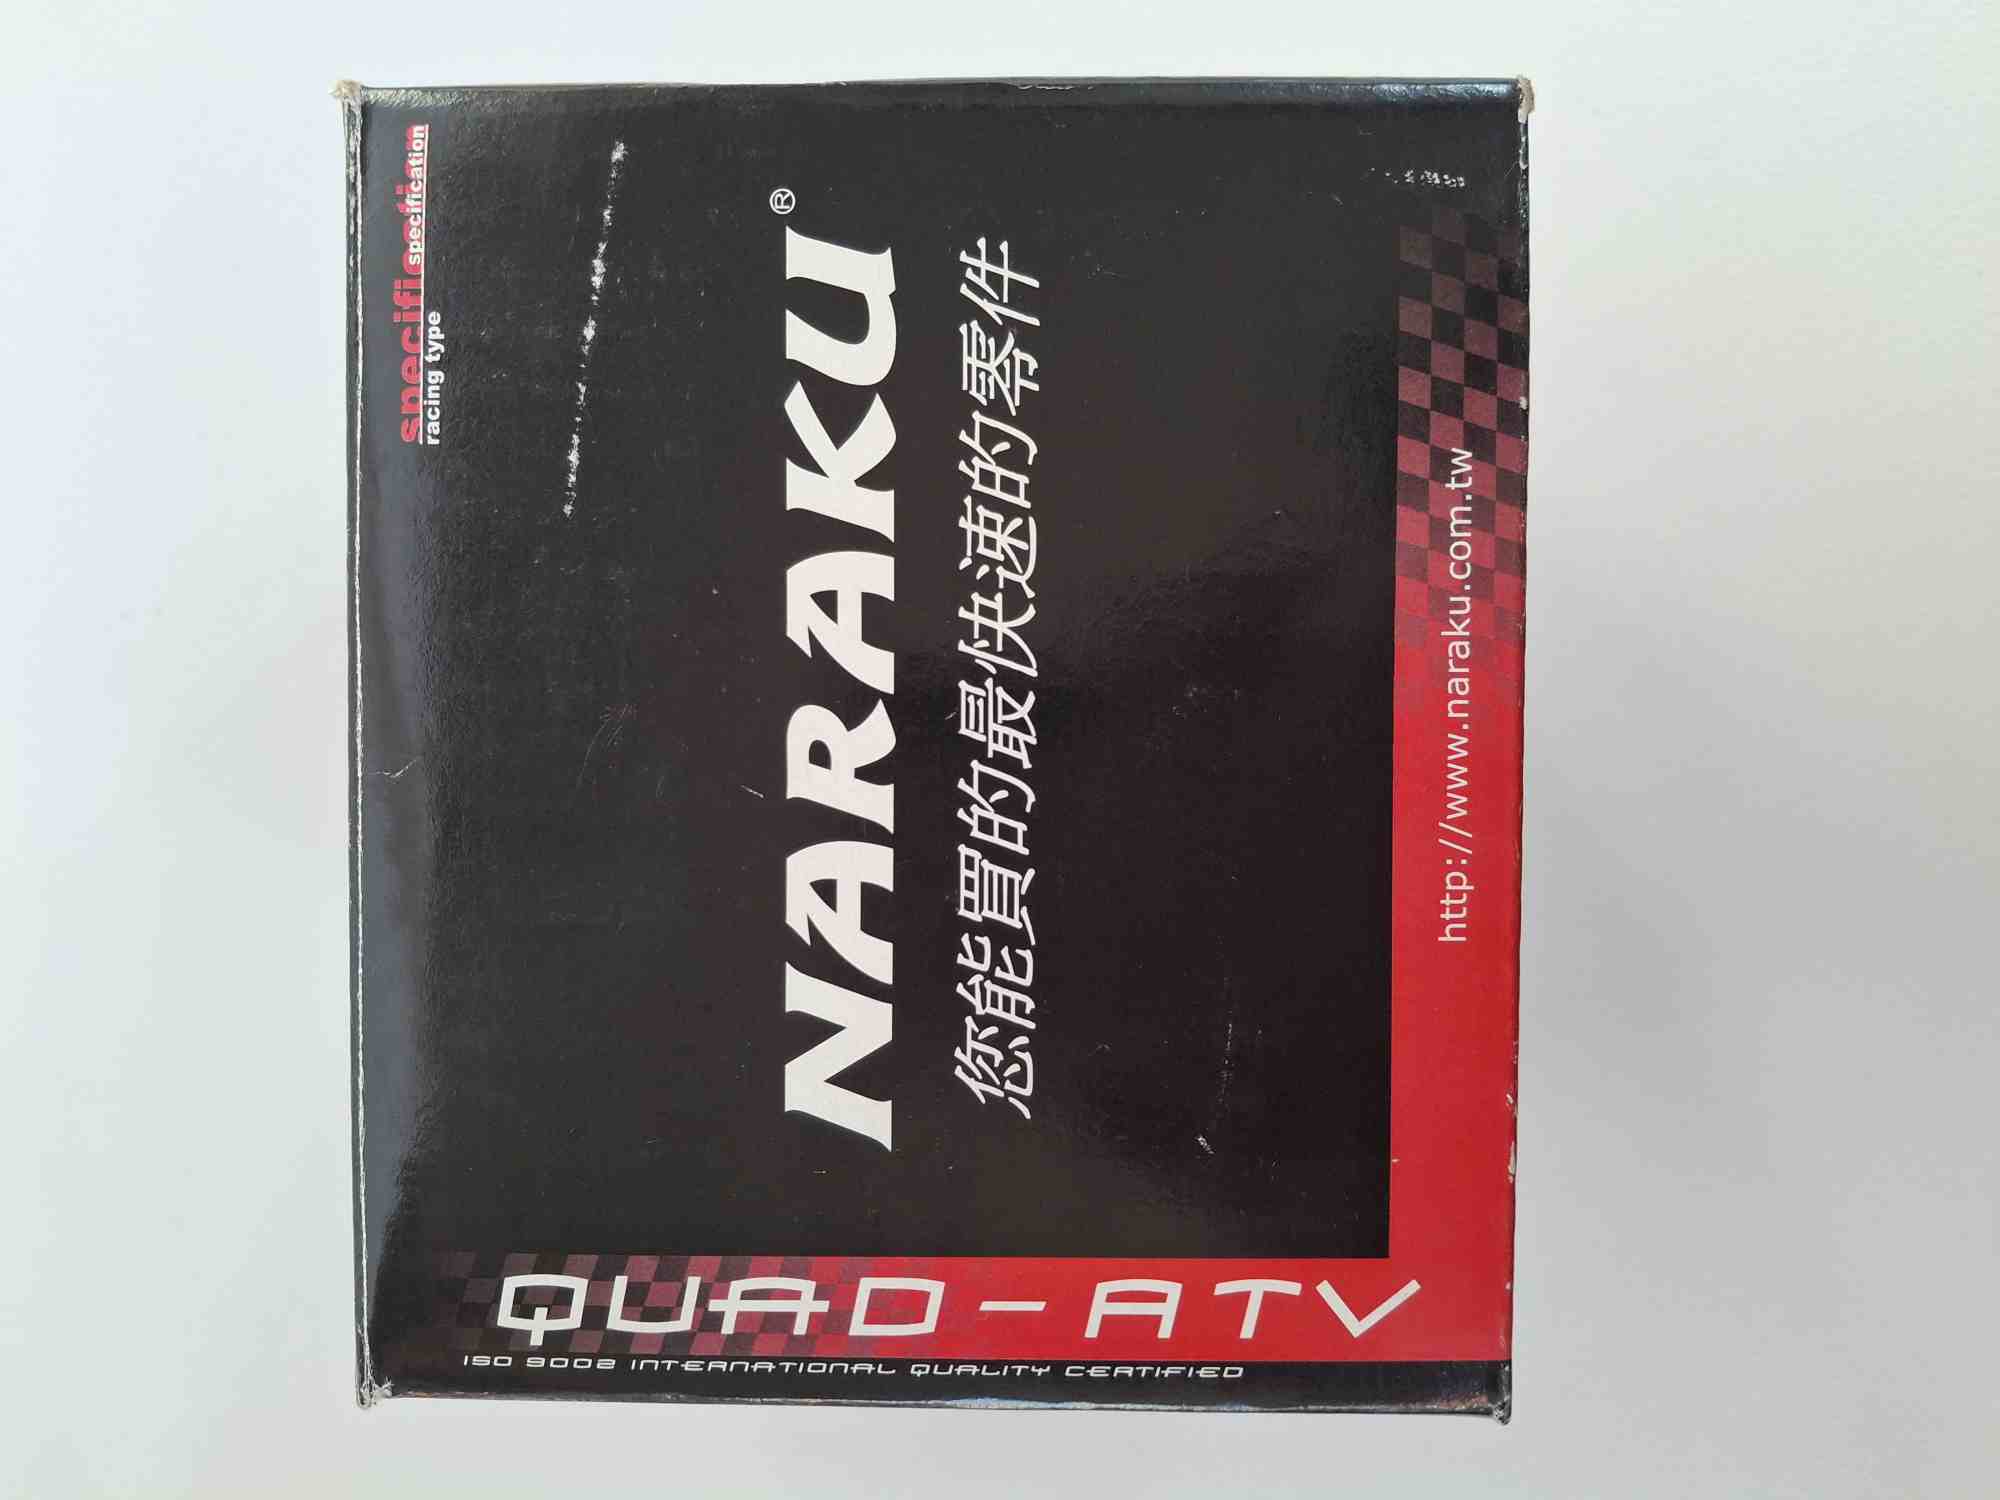 specification
specification
racing type
NARAKU®
您能買的最快速的零件
http://www.naraku.com.tw
QUAD-ATV
ISO 9002 INTERNATIONAL QUALITY CERTIFIED